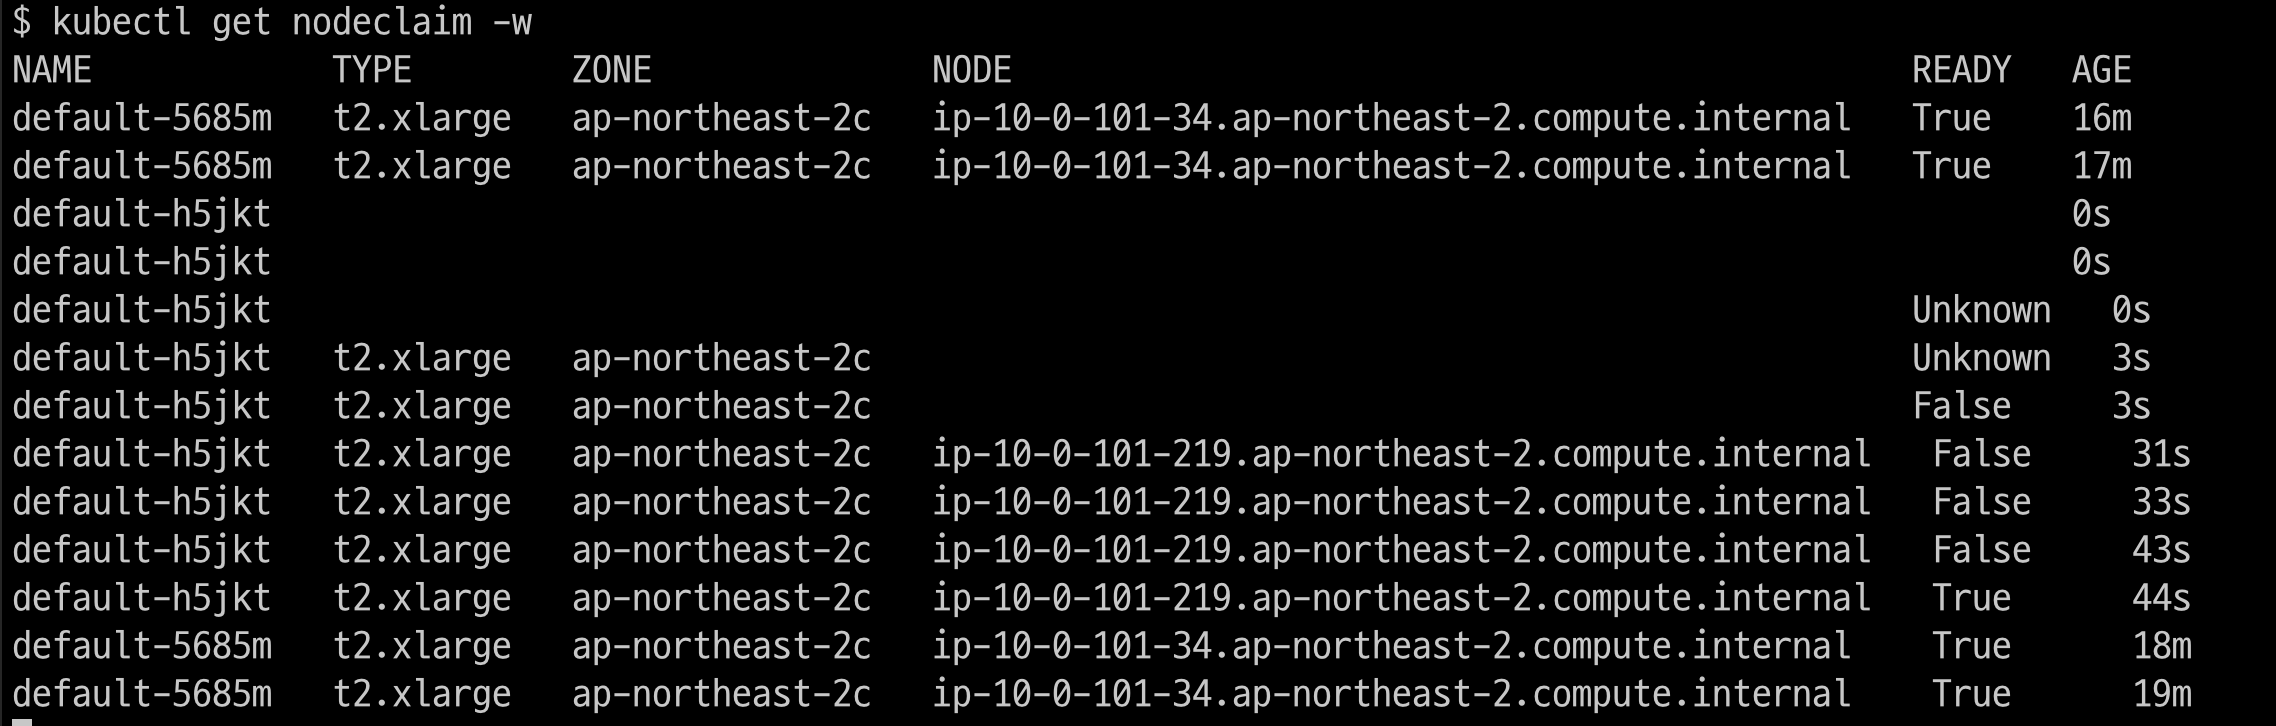 $ kubectl get nodeclaim -w
NAME            TYPE        ZONE              NODE                                             READY   AGE
default-5685m   t2.xlarge   ap-northeast-2c   ip-10-0-101-34.ap-northeast-2.compute.internal   True    16m
default-5685m   t2.xlarge   ap-northeast-2c   ip-10-0-101-34.ap-northeast-2.compute.internal   True    17m
default-h5jkt                                                                                          0s
default-h5jkt                                                                                          0s
default-h5jkt                                                                                  Unknown   0s
default-h5jkt   t2.xlarge   ap-northeast-2c                                                    Unknown   3s
default-h5jkt   t2.xlarge   ap-northeast-2c                                                    False     3s
default-h5jkt   t2.xlarge   ap-northeast-2c   ip-10-0-101-219.ap-northeast-2.compute.internal   False     31s
default-h5jkt   t2.xlarge   ap-northeast-2c   ip-10-0-101-219.ap-northeast-2.compute.internal   False     33s
default-h5jkt   t2.xlarge   ap-northeast-2c   ip-10-0-101-219.ap-northeast-2.compute.internal   False     43s
default-h5jkt   t2.xlarge   ap-northeast-2c   ip-10-0-101-219.ap-northeast-2.compute.internal   True      44s
default-5685m   t2.xlarge   ap-northeast-2c   ip-10-0-101-34.ap-northeast-2.compute.internal    True      18m
default-5685m   t2.xlarge   ap-northeast-2c   ip-10-0-101-34.ap-northeast-2.compute.internal    True      19m